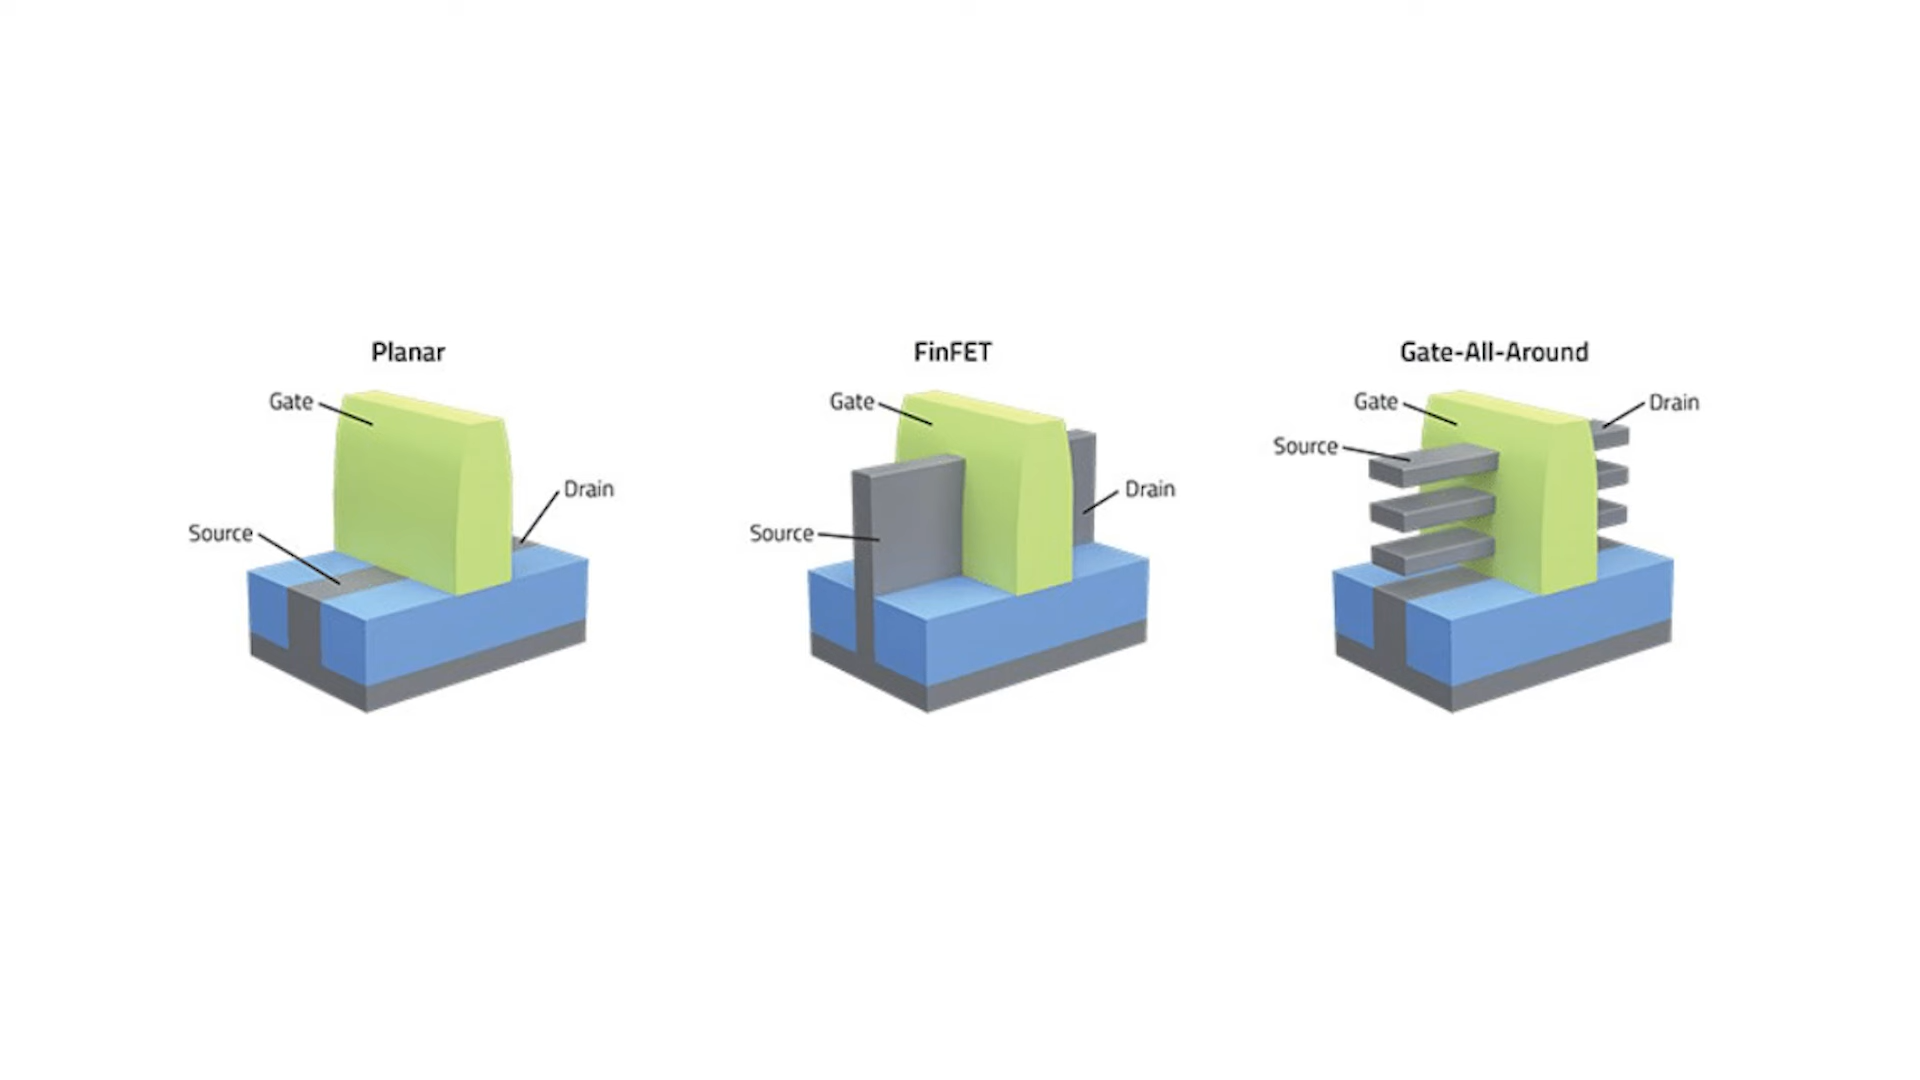 Planar
Gate
Drain
Source
FinFET
Gate
Drain
Source
Gate-All-Around
Gate
Drain
Source